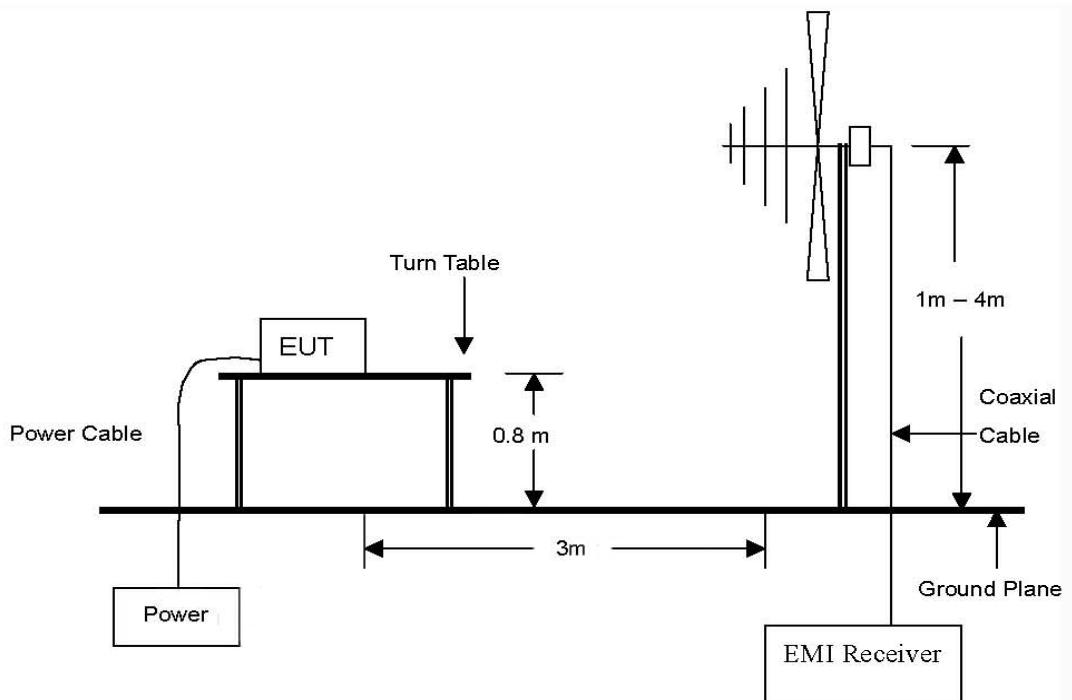 Turn Table
1m – 4m
EUT
Coaxial
Cable
Power Cable
0.8 m
3m
Ground Plane
Power
EMI Receiver